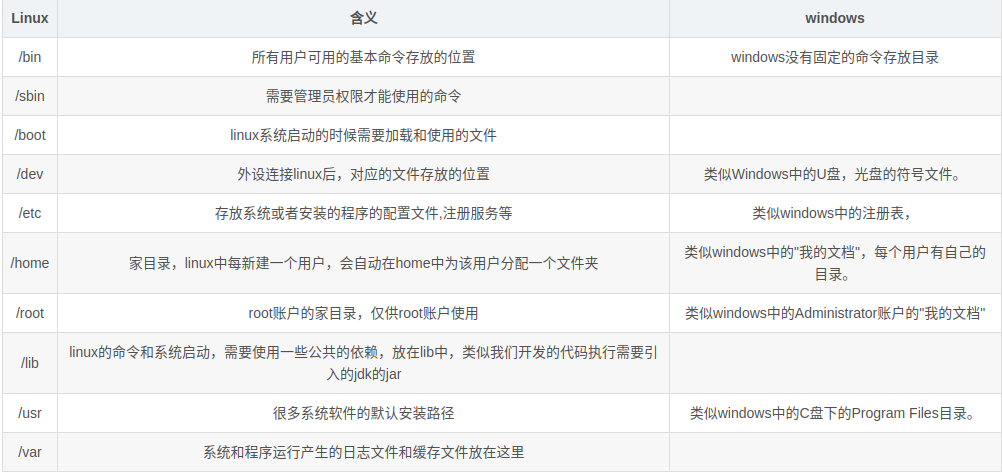 Linux 含义 windows
/bin 所有用户可用的基本命令存放的位置 windows没有固定的命令存放目录
/sbin 需要管理员权限才能使用的命令
/boot linux系统启动的时候需要加载和使用的文件
/dev 外设连接linux后，对应的文件存放的位置 类似Windows中的U盘，光盘的符号文件。
/etc 存放系统或者安装的程序的配置文件,注册服务等 类似windows中的注册表，
/home 家目录，linux中每新建一个用户，会自动在home中为该用户分配一个文件夹 类似windows中的"我的文档"，每个用户有自己的
目录。
/root root账户的家目录，仅供root账户使用 类似windows中的Administrator账户的"我的文档"
/lib linux的命令和系统启动，需要使用一些公共的依赖，放在lib中，类似我们开发的代码执行需要引
入的jdk的jar
/usr 很多系统软件的默认安装路径 类似windows中的C盘下的Program Files目录。
/var 系统和程序运行产生的日志文件和缓存文件放在这里